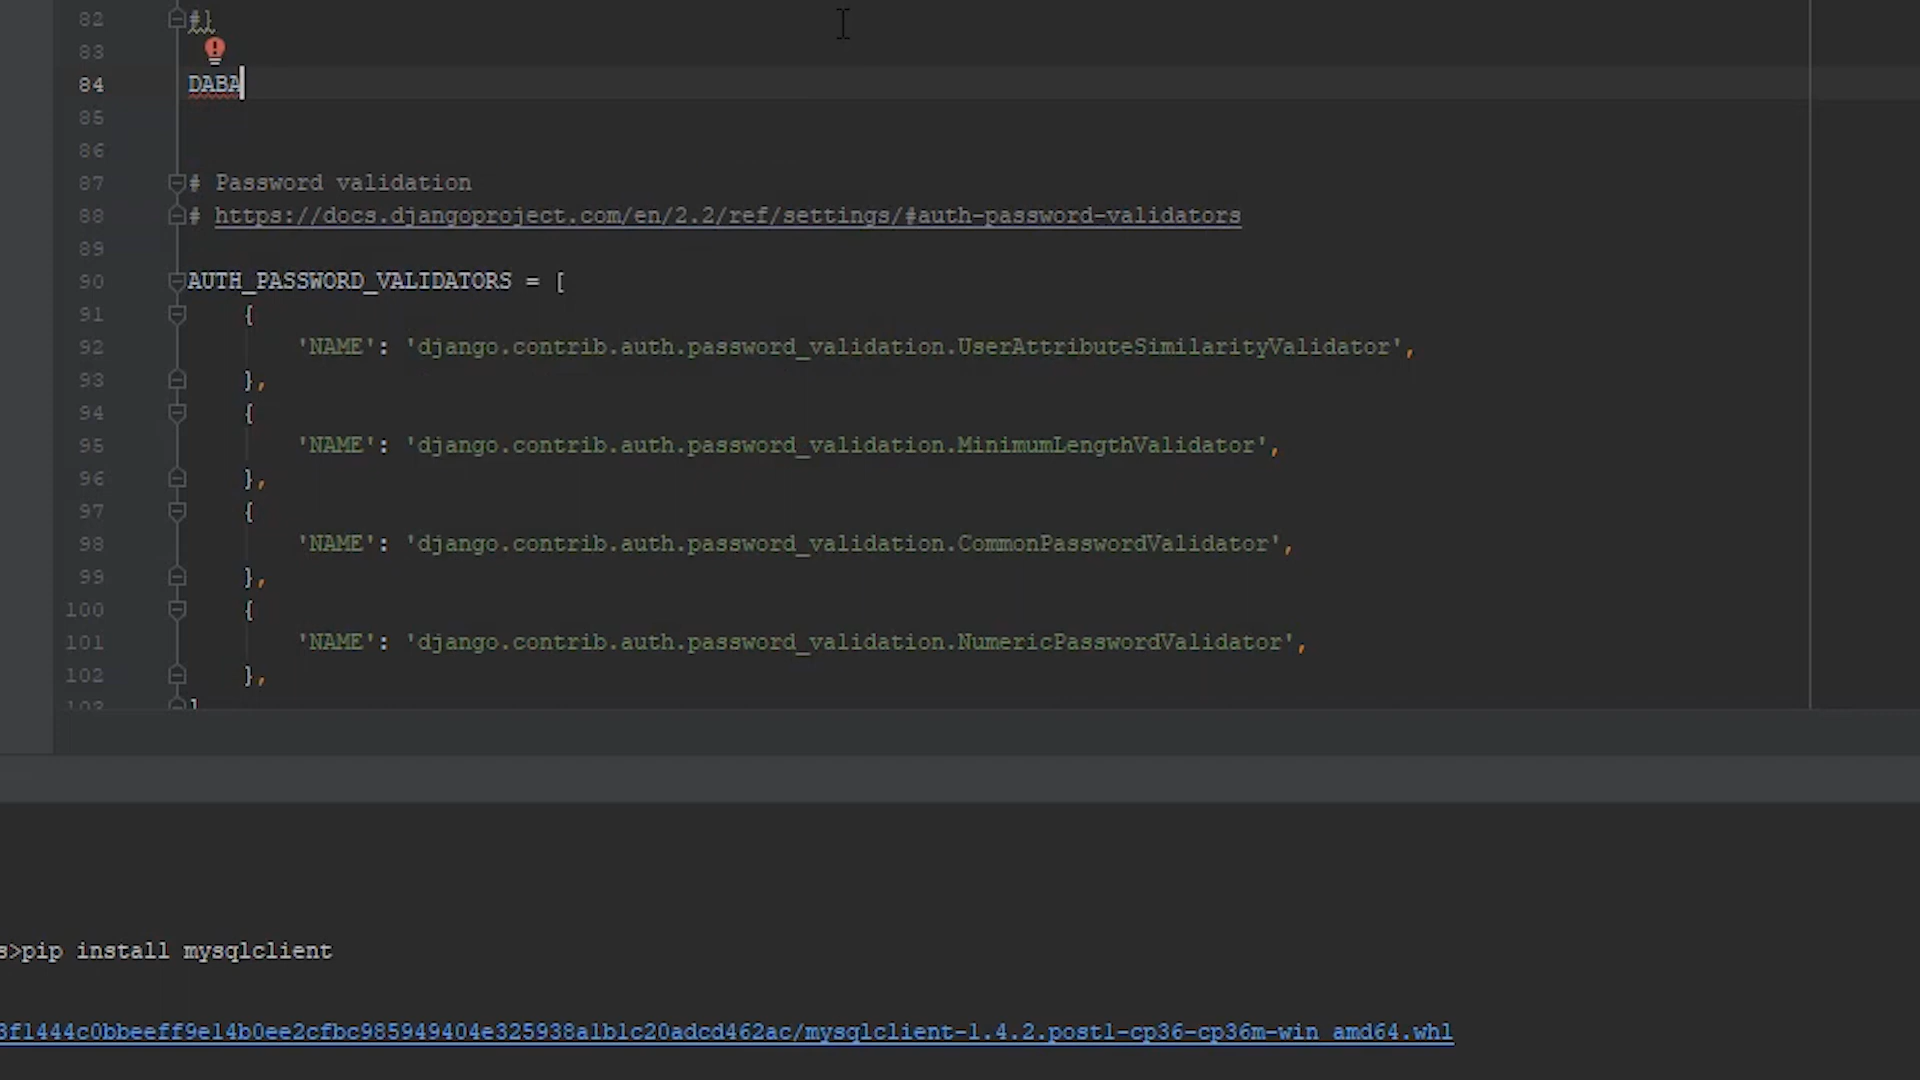 82 #}
83
84 DABA
85
86
87 # Password validation
88 # https://docs.djangoproject.com/en/2.2/ref/settings/#auth-password-validators
89
90 AUTH_PASSWORD_VALIDATORS = [
91 {
92 'NAME': 'django.contrib.auth.password_validation.UserAttributeSimilarityValidator',
93 },
94 {
95 'NAME': 'django.contrib.auth.password_validation.MinimumLengthValidator',
96 },
97 {
98 'NAME': 'django.contrib.auth.password_validation.CommonPasswordValidator',
99 },
100 {
101 'NAME': 'django.contrib.auth.password_validation.NumericPasswordValidator',
102 },
103 ]
s>pip install mysqlclient
3f1444c0bbeeff9e14b0ee2cfbc985949404e325938a1b1c20adcd462ac/mysqlclient-1.4.2.post1-cp36-cp36m-win_amd64.whl